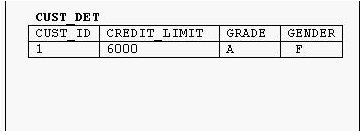 CUST_DET
CUST_ID CREDIT_LIMIT GRADE GENDER
1 6000 A F